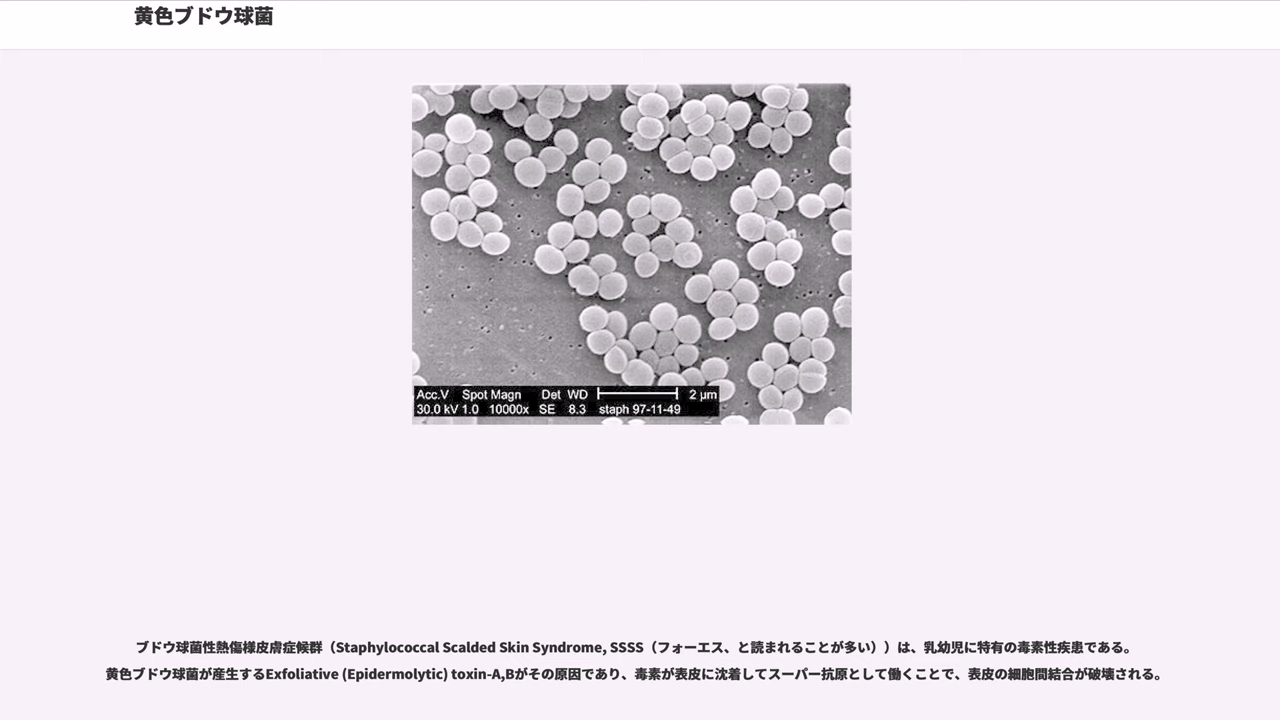 黄色ブドウ球菌
Acc.V Spot Magn Det WD 2 µm
30.0 kV 1.0 10000x SE 8.3 staph 97-11-49
ブドウ球菌性熱傷様皮膚症候群（Staphylococcal Scalded Skin Syndrome, SSSS（フォーエス、と読まれることが多い））は、乳幼児に特有の毒素性疾患である。
黄色ブドウ球菌が産生するExfoliative (Epidermolytic) toxin-A,Bがその原因であり、毒素が表皮に沈着してスーパー抗原として働くことで、表皮の細胞間結合が破壊される。